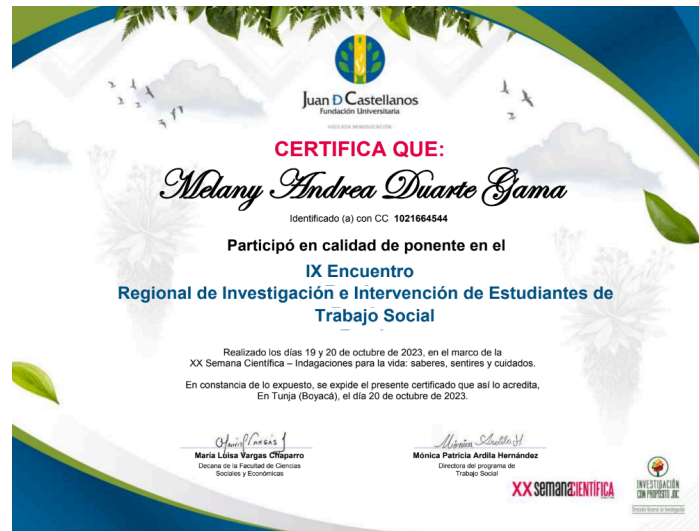 Juan D Castellanos
Fundación Universitaria
VIGILADA MINEDUCACIÓN
CERTIFICA QUE:
Melany Andrea Duarte Gama
Identificado (a) con CC 1021664544
Participó en calidad de ponente en el
IX Encuentro
Regional de Investigación e Intervención de Estudiantes de
Trabajo Social
Realizado los días 19 y 20 de octubre de 2023, en el marco de la
XX Semana Científica – Indagaciones para la vida: saberes, sentires y cuidados.
En constancia de lo expuesto, se expide el presente certificado que así lo acredita,
En Tunja (Boyacá), el día 20 de octubre de 2023.
María Luisa Vargas Chaparro
Decana de la Facultad de Ciencias
Sociales y Económicas
Mónica Patricia Ardila Hernández
Directora del programa de
Trabajo Social
XX SEMANA CIENTÍFICA
INVESTIGACIÓN
CON PROPÓSITO JDC